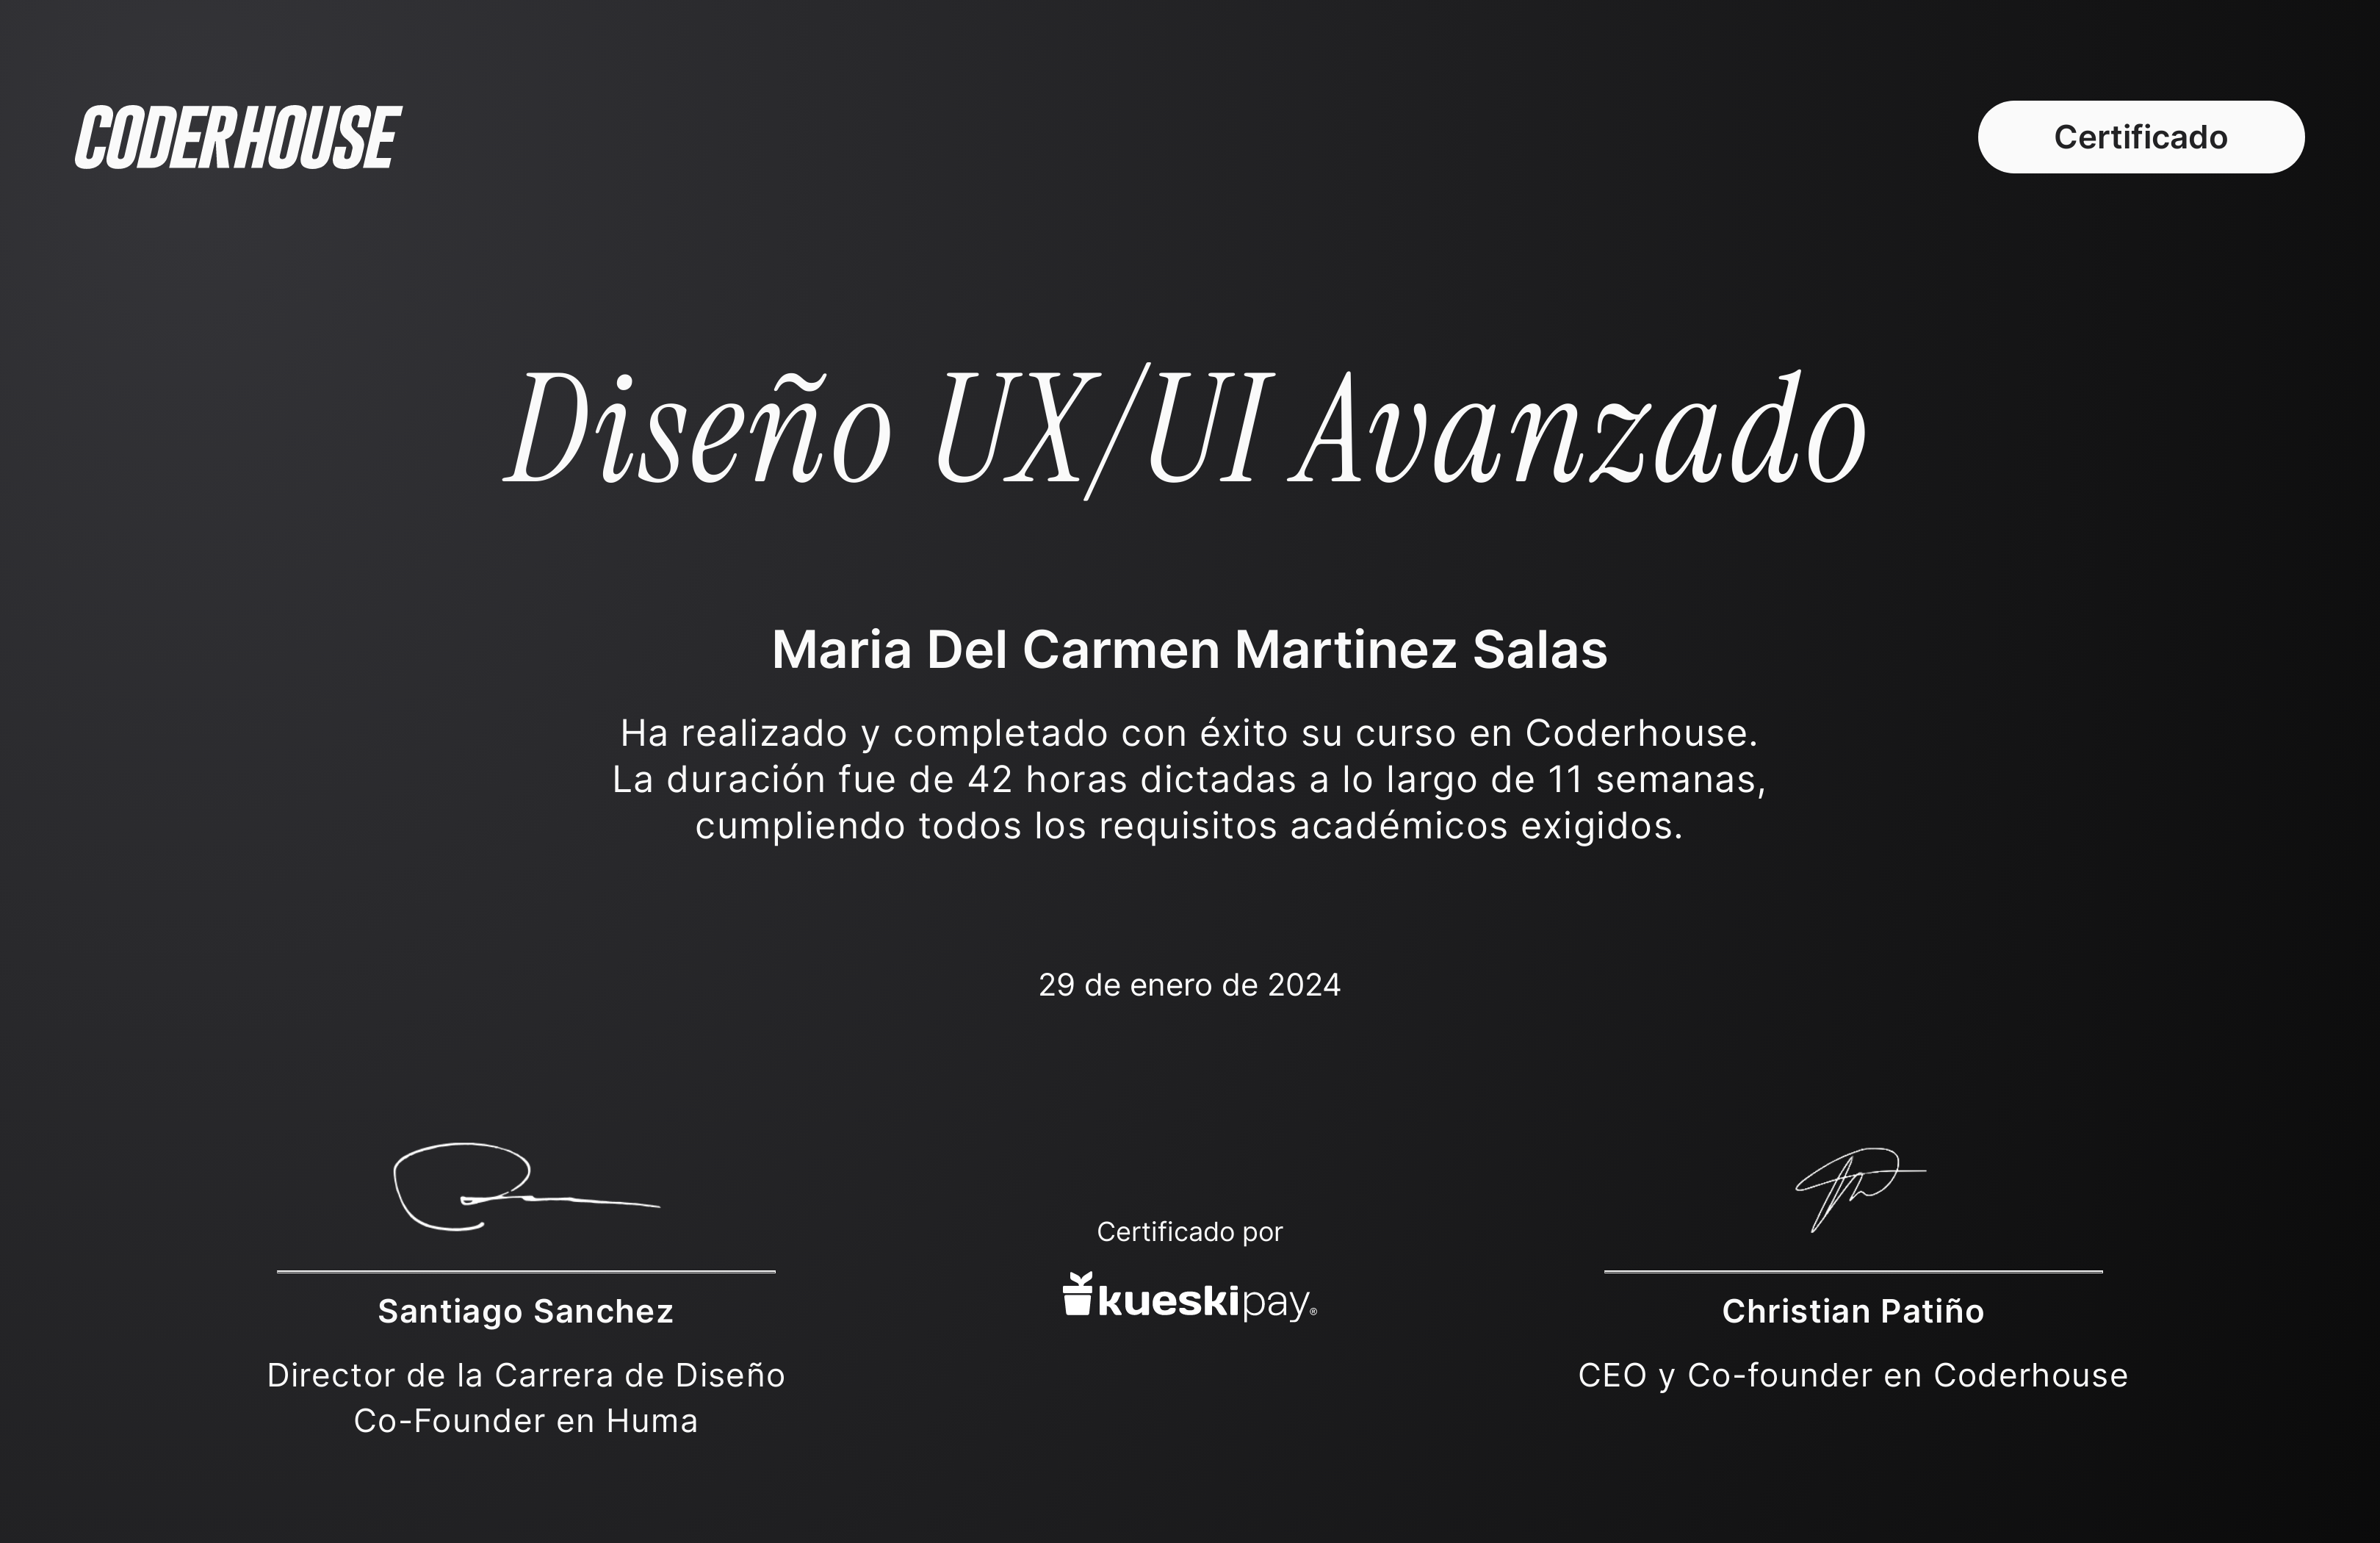 CODERHOUSE
Certificado
Diseño UX/UI Avanzado
Maria Del Carmen Martinez Salas
Ha realizado y completado con éxito su curso en Coderhouse.
La duración fue de 42 horas dictadas a lo largo de 11 semanas,
cumpliendo todos los requisitos académicos exigidos.
29 de enero de 2024
Certificado por
kueskipay®
Santiago Sanchez
Director de la Carrera de Diseño
Co-Founder en Huma
Christian Patiño
CEO y Co-founder en Coderhouse